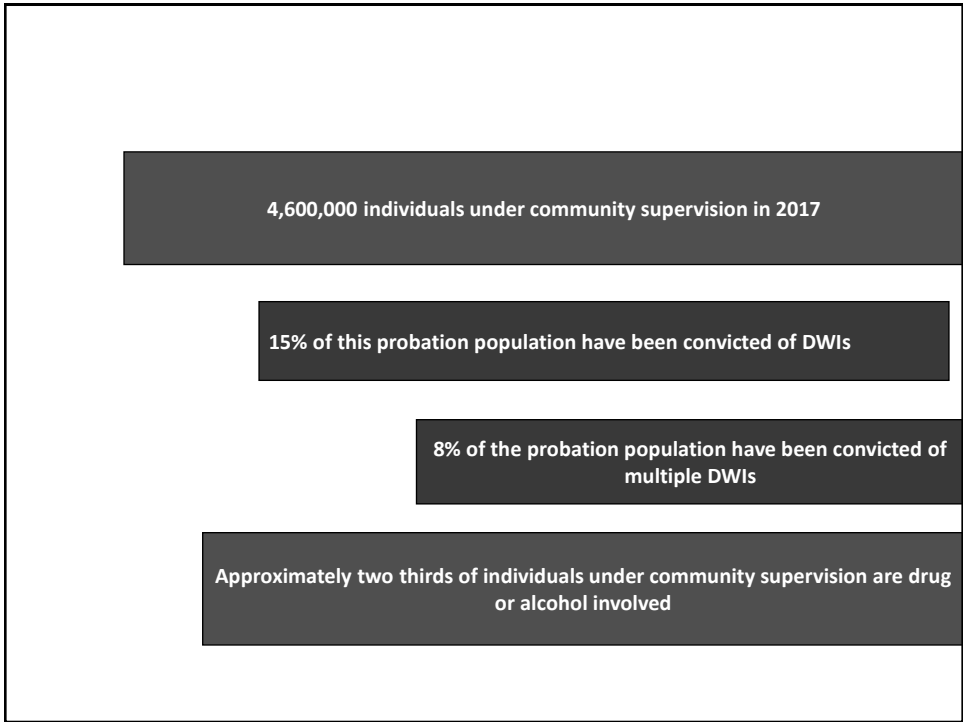 4,600,000 individuals under community supervision in 2017
15% of this probation population have been convicted of DWIs
8% of the probation population have been convicted of
multiple DWIs
Approximately two thirds of individuals under community supervision are drug
or alcohol involved